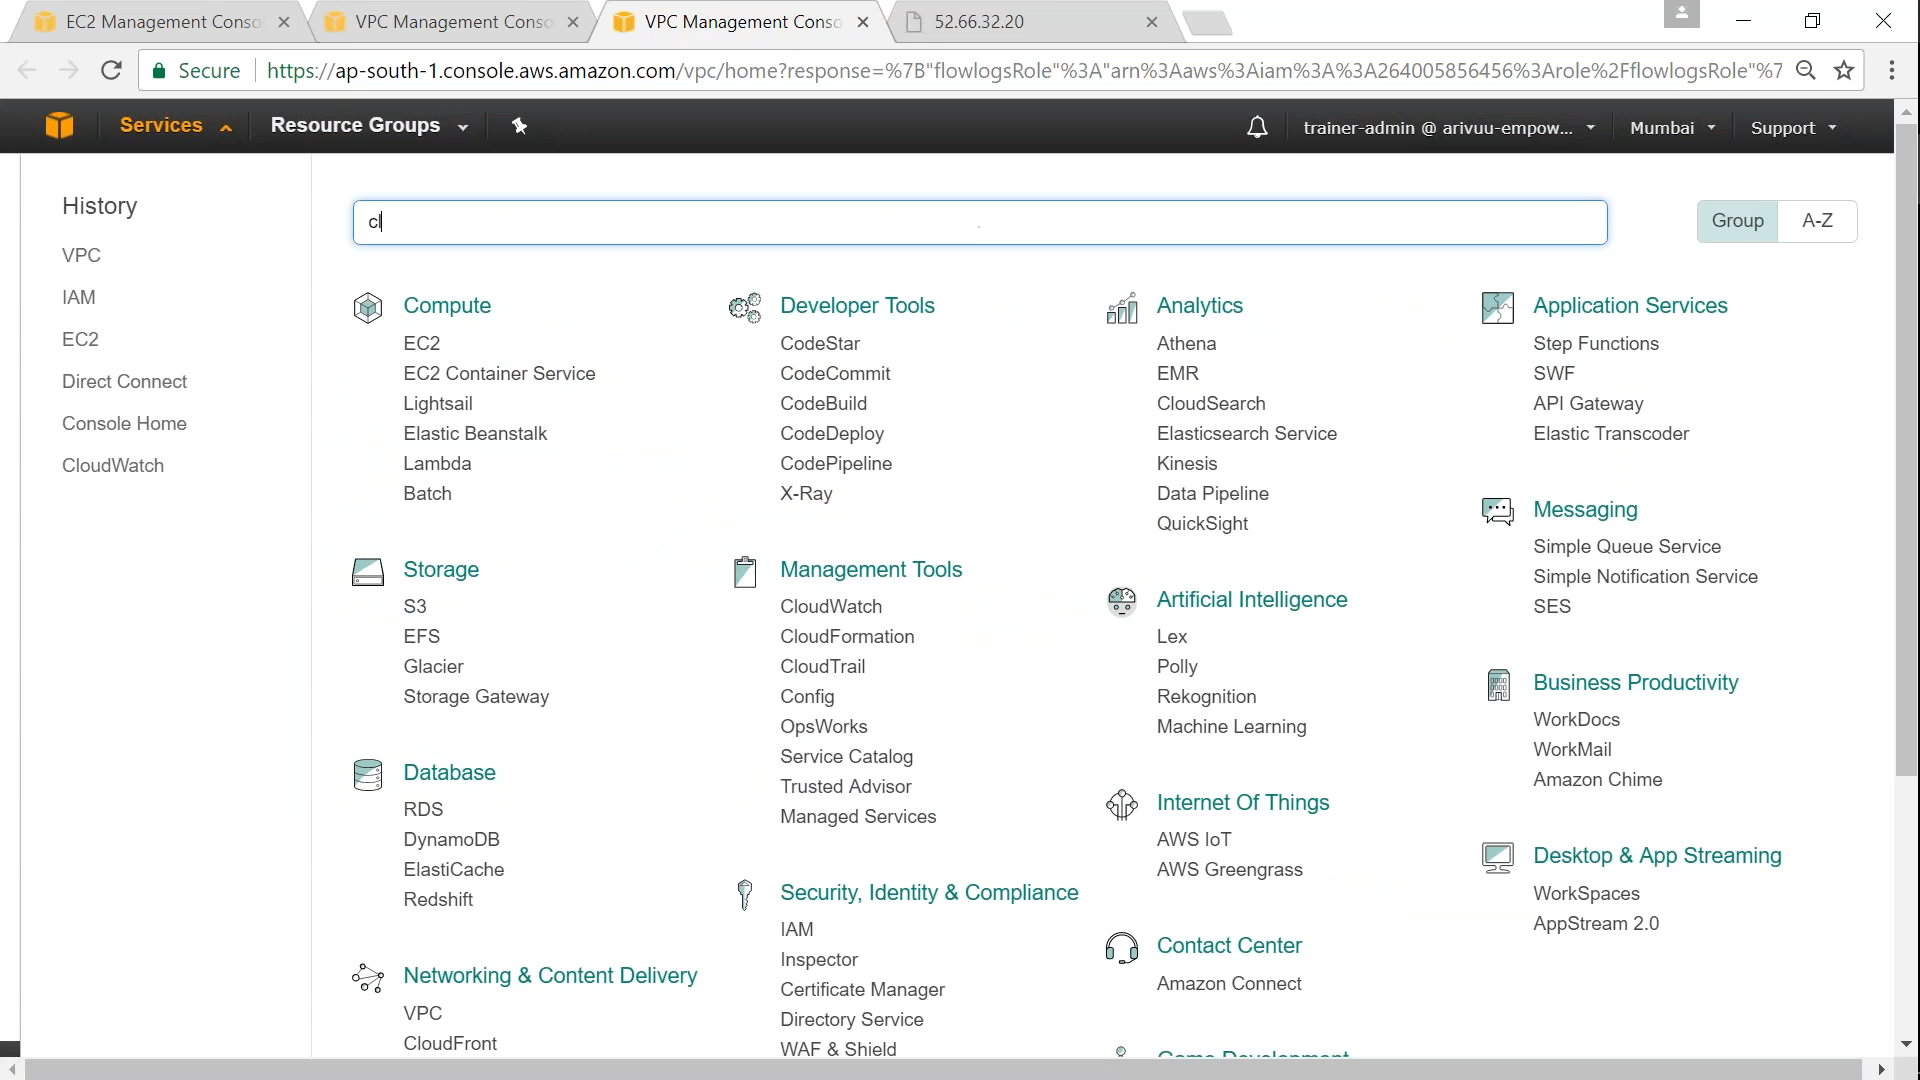 EC2 Management Conso
VPC Management Conso
VPC Management Conso
52.66.32.20
Secure
https://ap-south-1.console.aws.amazon.com/vpc/home?response=%7B"flowlogsRole"%3A"arn%3Aaws%3Aiam%3A%3A264005856456%3Arole%2FflowlogsRole"%7
Services
Resource Groups
trainer-admin @ arivuu-empow...
Mumbai
Support
History
VPC
IAM
EC2
Direct Connect
Console Home
CloudWatch
cl
Group
A-Z
Compute
EC2
EC2 Container Service
Lightsail
Elastic Beanstalk
Lambda
Batch
Storage
S3
EFS
Glacier
Storage Gateway
Database
RDS
DynamoDB
ElastiCache
Redshift
Networking & Content Delivery
VPC
CloudFront
Developer Tools
CodeStar
CodeCommit
CodeBuild
CodeDeploy
CodePipeline
X-Ray
Management Tools
CloudWatch
CloudFormation
CloudTrail
Config
OpsWorks
Service Catalog
Trusted Advisor
Managed Services
Security, Identity & Compliance
IAM
Inspector
Certificate Manager
Directory Service
WAF & Shield
Analytics
Athena
EMR
CloudSearch
Elasticsearch Service
Kinesis
Data Pipeline
QuickSight
Artificial Intelligence
Lex
Polly
Rekognition
Machine Learning
Internet Of Things
AWS IoT
AWS Greengrass
Contact Center
Amazon Connect
Game Development
Application Services
Step Functions
SWF
API Gateway
Elastic Transcoder
Messaging
Simple Queue Service
Simple Notification Service
SES
Business Productivity
WorkDocs
WorkMail
Amazon Chime
Desktop & App Streaming
WorkSpaces
AppStream 2.0